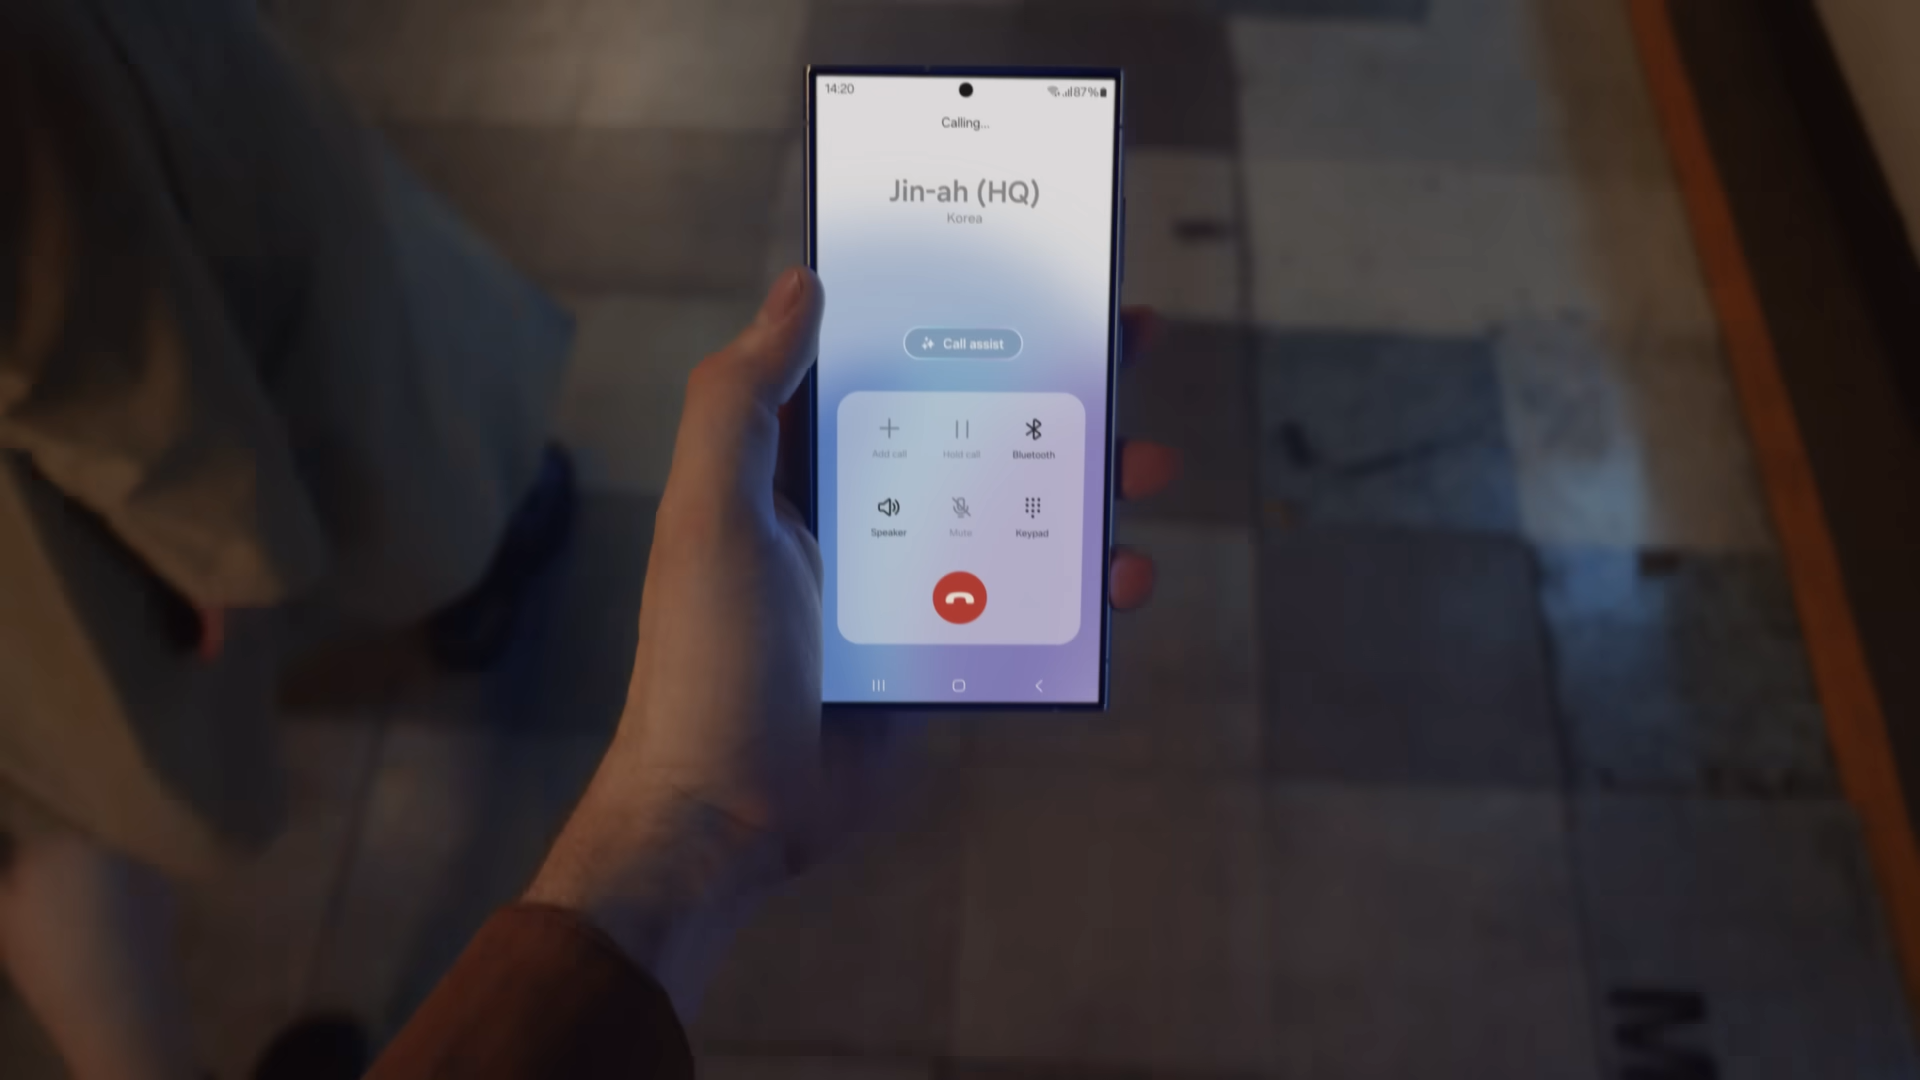 14:20 87%
Calling...
Jin-ah (HQ)
Korea
Call assist
Add call Hold call Bluetooth
Speaker Mute Keypad
M